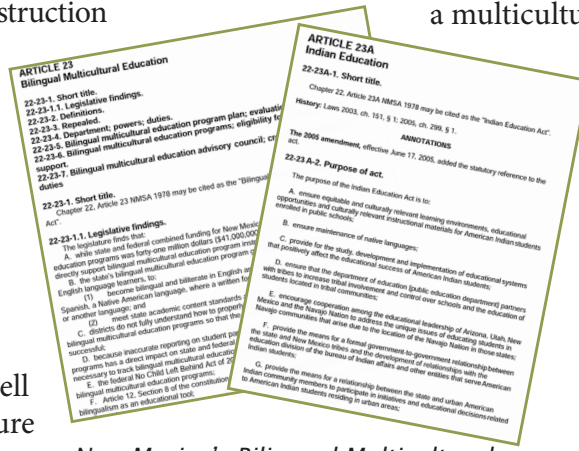 struction
a multicultu
ARTICLE 23
Bilingual Multicultural Education
22-23-1. Short title.
22-23-1.1. Legislative findings.
22-23-2. Definitions.
22-23-3. Repealed.
22-23-4. Department; powers; duties.
22-23-5. Bilingual multicultural education program plan; evaluati
22-23-6. Bilingual multicultural education programs; eligibility fo
support.
22-23-7. Bilingual multicultural education advisory council; cr
duties
22-23-1. Short title.
Chapter 22, Article 23 NMSA 1978 may be cited as the "Bilingual
Act".
22-23-1.1. Legislative findings.
The legislature finds that:
A. while state and federal combined funding for New Mexic
education programs was forty-one million dollars ($41,000,000
directly support bilingual multicultural education program inst
B. the state's bilingual multicultural education program g
English language learners, to:
(1) become bilingual and biliterate in English a
Spanish, a Native American language, where a written fo
or another language; and
(2) meet state academic content standards
C. districts do not fully understand how to properly
bilingual multicultural education programs so that the
successful;
D. because inaccurate reporting on student par
programs has a direct impact on state and federal
necessary to track bilingual multicultural educatio
E. the federal No Child Left Behind Act of 20
bilingual multicultural education programs;
F. Article 12, Section 8 of the constitution
bilingualism as an educational tool;
ARTICLE 23A
Indian Education
22-23A-1. Short title.
Chapter 22, Article 23A NMSA 1978 may be cited as the "Indian Education Act".
History: Laws 2003, ch. 151, § 1; 2005, ch. 299, § 1.
ANNOTATIONS
The 2005 amendment, effective June 17, 2005, added the statutory reference to the
act.
22-23 A-2. Purpose of act.
The purpose of the Indian Education Act is to:
A. ensure equitable and culturally relevant learning environments, educational
opportunities and culturally relevant instructional materials for American Indian students
enrolled in public schools;
B. ensure maintenance of native languages;
C. provide for the study, development and implementation of educational systems
that positively affect the educational success of American Indian students;
D. ensure that the department of education [public education department] partners
with tribes to increase tribal involvement and control over schools and the education of
students located in tribal communities;
E. encourage cooperation among the educational leadership of Arizona, Utah, New
Mexico and the Navajo Nation to address the unique issues of educating students in
Navajo communities that arise due to the location of the Navajo Nation in those states;
F. provide the means for a formal government-to-government relationship between
the state and New Mexico tribes and the development of relationships with the
education division of the bureau of Indian affairs and other entities that serve American
Indian students;
G. provide the means for a relationship between the state and urban American
Indian community members to participate in initiatives and educational decisions related
to American Indian students residing in urban areas;
ell
ure